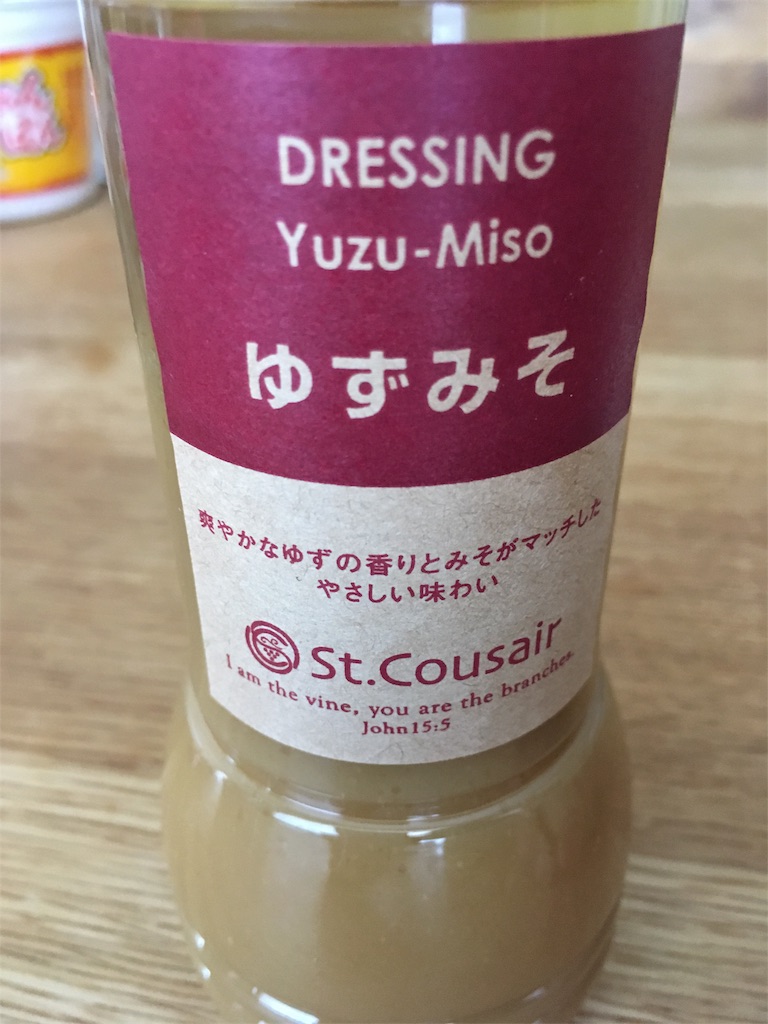 DRESSING
Yuzu-Miso
ゆずみそ
爽やかなゆずの香りとみそがマッチした
やさしい味わい
St.Cousair
I am the vine, you are the branches.
John15:5